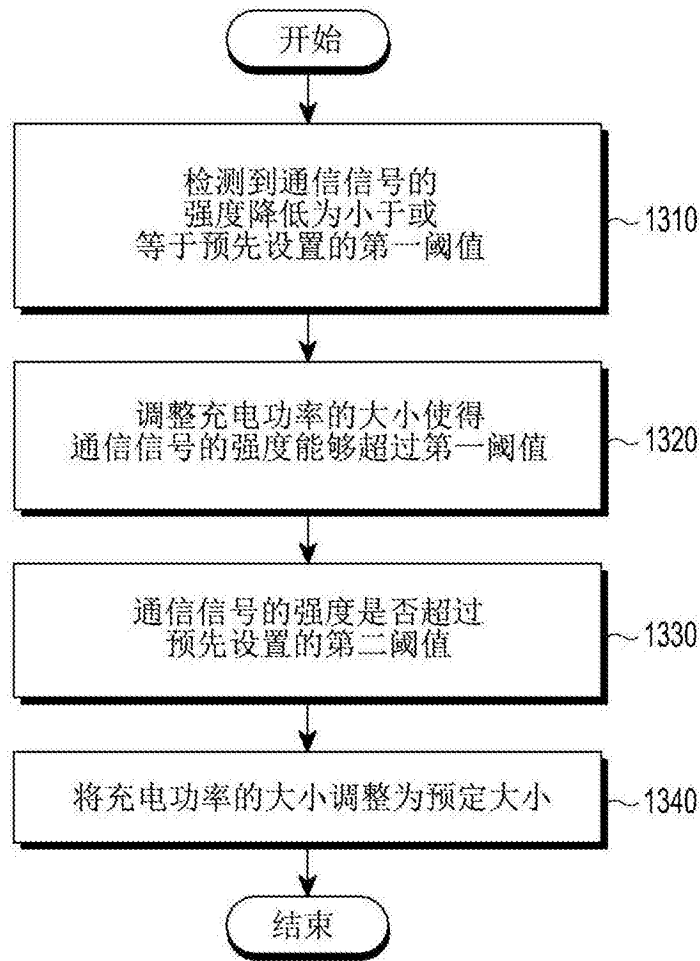 开始
检测到通信信号的
强度降低为小于或
等于预先设置的第一阈值
1310
调整充电功率的大小使得
通信信号的强度能够超过第一阈值
1320
通信信号的强度是否超过
预先设置的第二阈值
1330
将充电功率的大小调整为预定大小
1340
结束